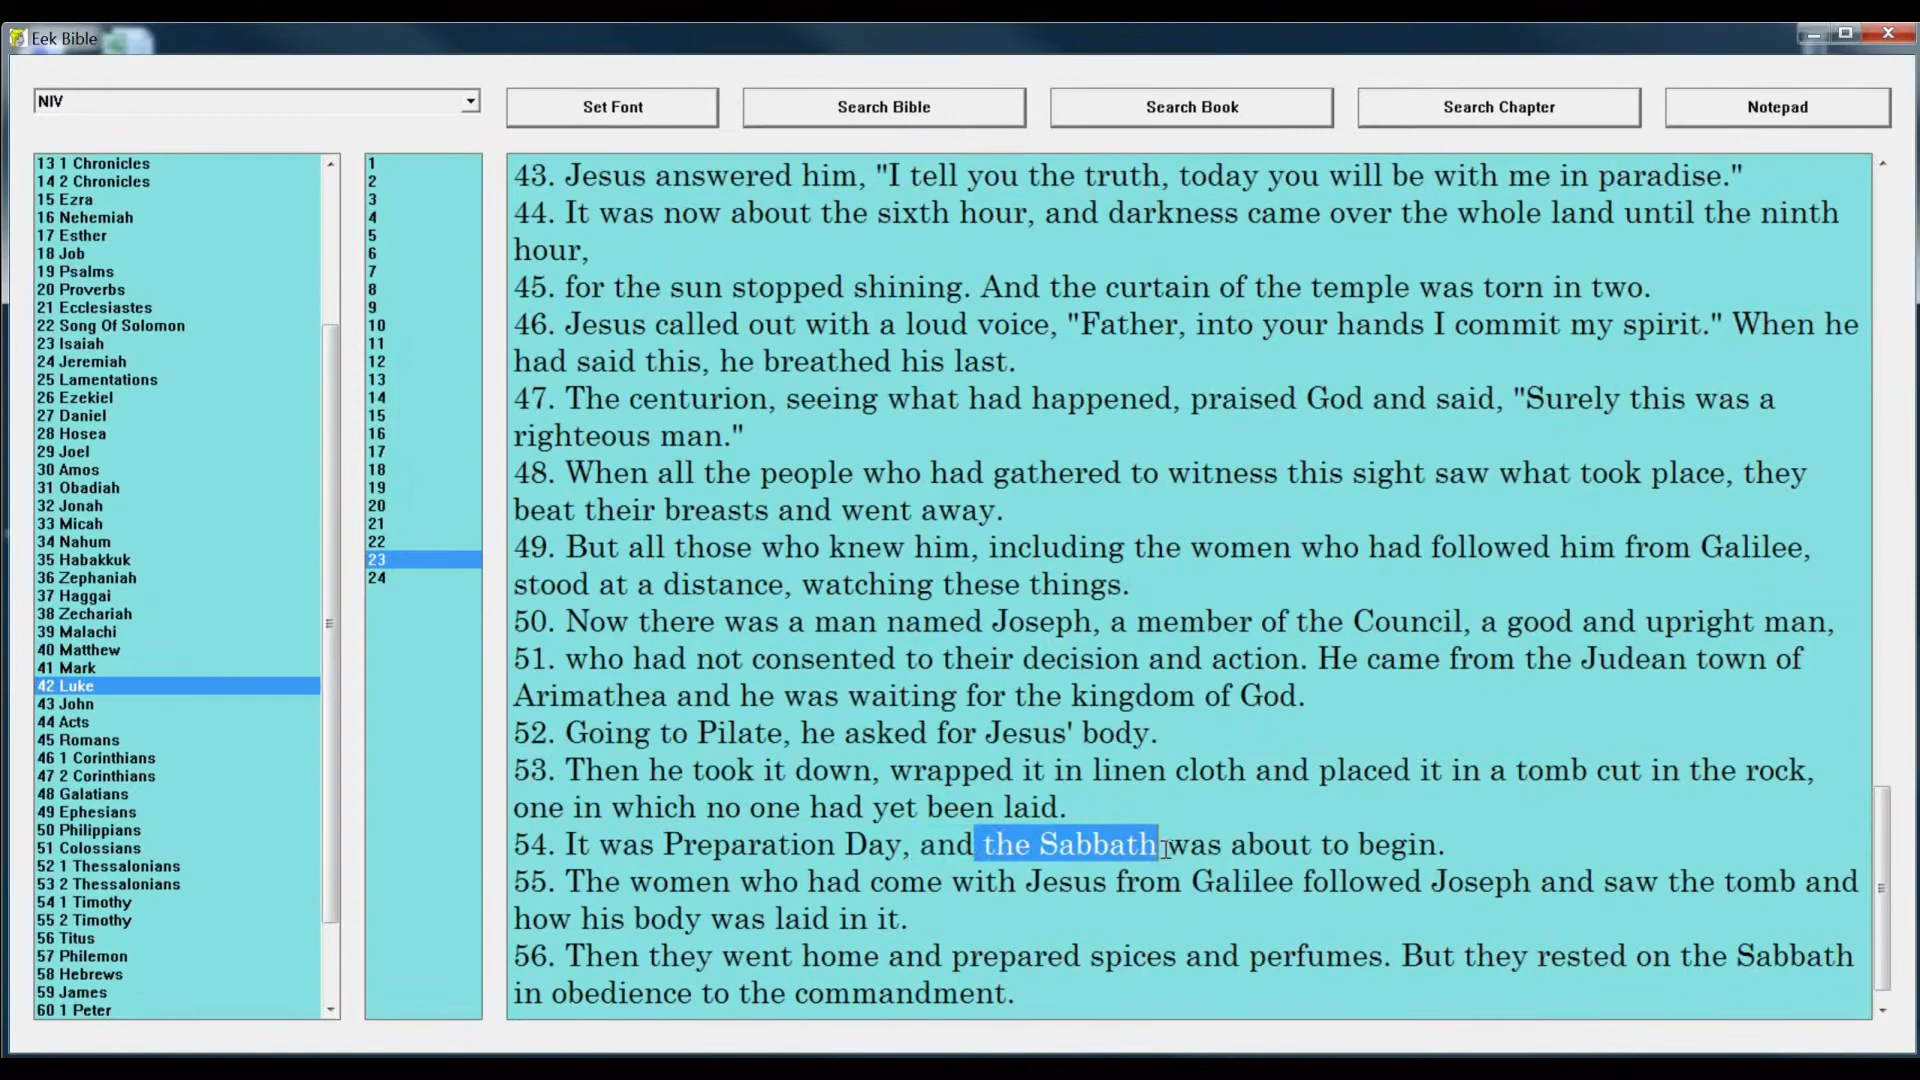 Eek Bible
NIV
Set Font
Search Bible
Search Book
Search Chapter
Notepad
13 1 Chronicles
14 2 Chronicles
15 Ezra
16 Nehemiah
17 Esther
18 Job
19 Psalms
20 Proverbs
21 Ecclesiastes
22 Song Of Solomon
23 Isaiah
24 Jeremiah
25 Lamentations
26 Ezekiel
27 Daniel
28 Hosea
29 Joel
30 Amos
31 Obadiah
32 Jonah
33 Micah
34 Nahum
35 Habakkuk
36 Zephaniah
37 Haggai
38 Zechariah
39 Malachi
40 Matthew
41 Mark
42 Luke
43 John
44 Acts
45 Romans
46 1 Corinthians
47 2 Corinthians
48 Galatians
49 Ephesians
50 Philippians
51 Colossians
52 1 Thessalonians
53 2 Thessalonians
54 1 Timothy
55 2 Timothy
56 Titus
57 Philemon
58 Hebrews
59 James
60 1 Peter
1
2
3
4
5
6
7
8
9
10
11
12
13
14
15
16
17
18
19
20
21
22
23
24
43. Jesus answered him, "I tell you the truth, today you will be with me in paradise."
44. It was now about the sixth hour, and darkness came over the whole land until the ninth
hour,
45. for the sun stopped shining. And the curtain of the temple was torn in two.
46. Jesus called out with a loud voice, "Father, into your hands I commit my spirit." When he
had said this, he breathed his last.
47. The centurion, seeing what had happened, praised God and said, "Surely this was a
righteous man."
48. When all the people who had gathered to witness this sight saw what took place, they
beat their breasts and went away.
49. But all those who knew him, including the women who had followed him from Galilee,
stood at a distance, watching these things.
50. Now there was a man named Joseph, a member of the Council, a good and upright man,
51. who had not consented to their decision and action. He came from the Judean town of
Arimathea and he was waiting for the kingdom of God.
52. Going to Pilate, he asked for Jesus' body.
53. Then he took it down, wrapped it in linen cloth and placed it in a tomb cut in the rock,
one in which no one had yet been laid.
54. It was Preparation Day, and the Sabbath was about to begin.
55. The women who had come with Jesus from Galilee followed Joseph and saw the tomb and
how his body was laid in it.
56. Then they went home and prepared spices and perfumes. But they rested on the Sabbath
in obedience to the commandment.